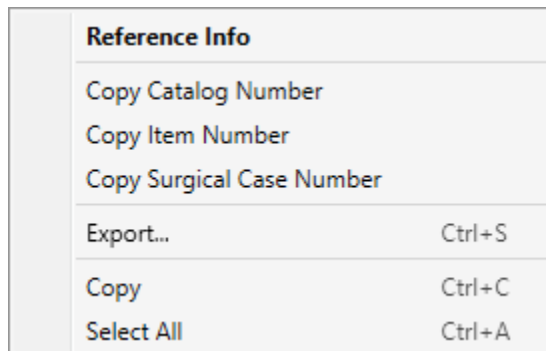 Reference Info
Copy Catalog Number
Copy Item Number
Copy Surgical Case Number
Export... Ctrl+S
Copy Ctrl+C
Select All Ctrl+A